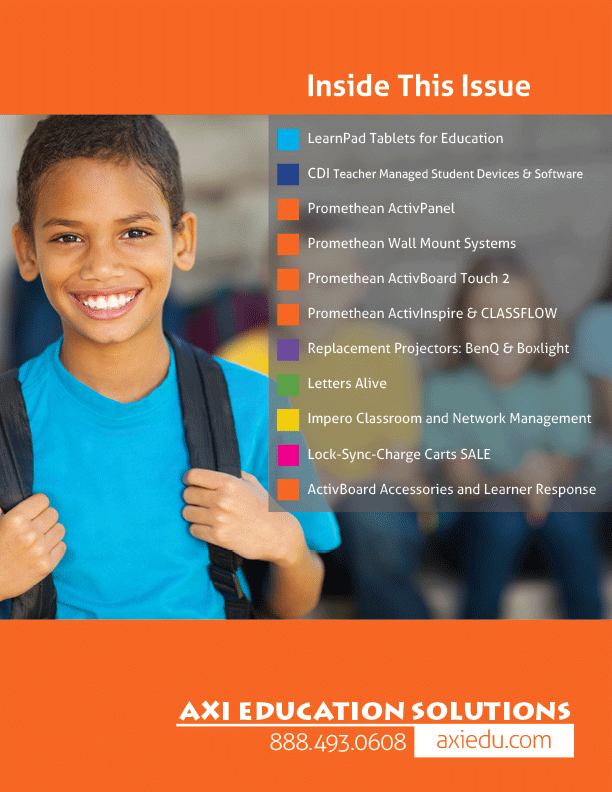 Inside This Issue
LearnPad Tablets for Education
CDI Teacher Managed Student Devices & Software
Promethean ActivPanel
Promethean Wall Mount Systems
Promethean ActivBoard Touch 2
Promethean ActivInspire & CLASSFLOW
Replacement Projectors: BenQ & Boxlight
Letters Alive
Impero Classroom and Network Management
Lock-Sync-Charge Carts SALE
ActivBoard Accessories and Learner Response
AXI EDUCATION SOLUTIONS
888.493.0608 axiedu.com